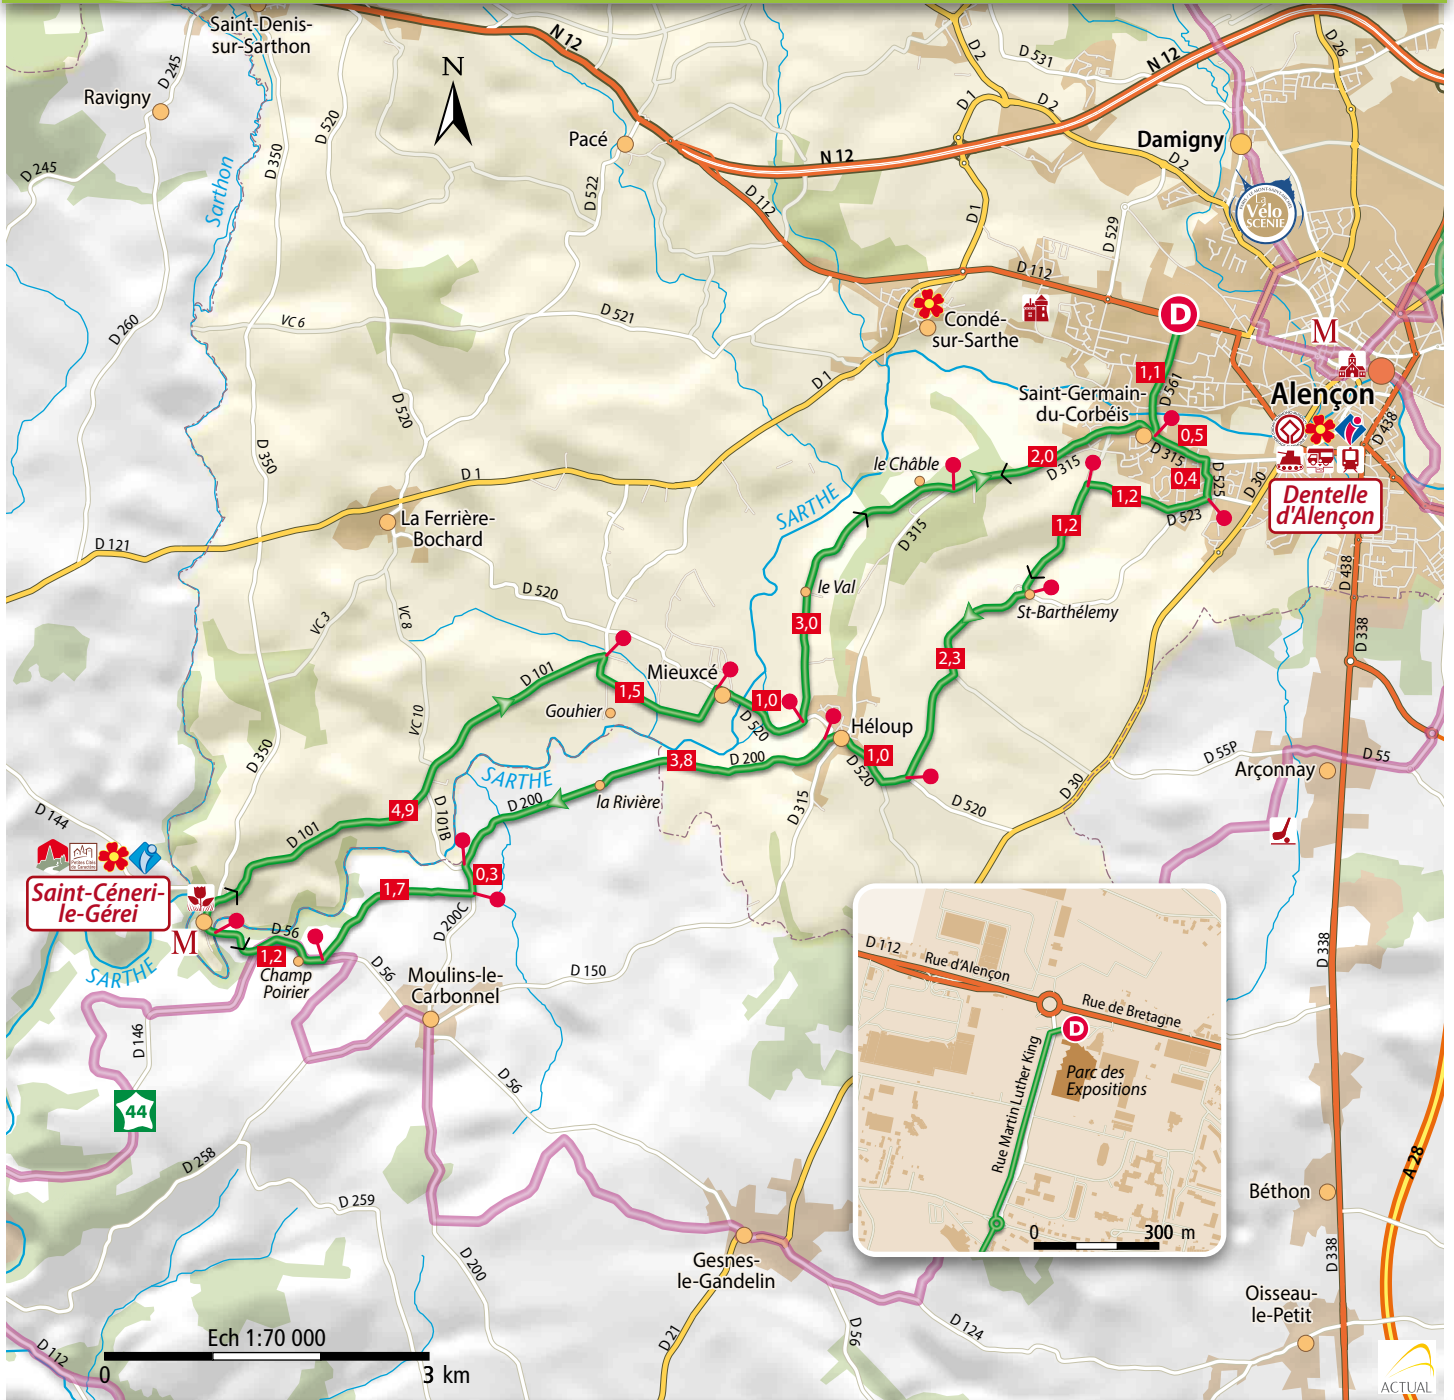 Saint-Denis-
sur-Sarthon
N 12
D 2
D 531
N 12
D 26
D 245
Ravigny
N
D 520
D 350
Pacé
D 1
D 2
Damigny
D 2
N 12
D 245
Sarthon
D 522
D 112
D 1
D 529
La
Vélo
SCÉNIE
D 260
VC 6
D 521
D 112
D
Condé-
sur-Sarthe
M
1,1
D 561
D 1
Saint-Germain-
du-Corbéis
Alençon
D 520
D 350
0,5
D 438
2,0
D 315
D 315
le Châble
0,4
D 525
D 30
D 1
SARTHE
1,2
D 523
Dentelle
d'Alençon
La Ferrière-
Bochard
D 121
D 315
1,2
D 438
D 520
le Val
St-Barthélemy
VC 3
VC 8
3,0
D 338
2,3
D 101
Mieuxcé
1,5
1,0
Gouhier
D 520
VC 10
Héloup
D 350
D 200
3,8
1,0
D 520
D 55P
D 55
Arçonnay
SARTHE
la Rivière
D 30
D 200
D 520
D 315
D 144
4,9
D 101
D 101B
0,3
1,7
Saint-Céneri-
le-Gérei
M
D 56
1,2
D 200C
Champ
Poirier
SARTHE
D 56
Moulins-le-
Carbonnel
D 150
D 338
D 112
Rue d'Alençon
Rue de Bretagne
D
D 146
Rue Martin Luther King
Parc des
Expositions
D 56
44
D 258
A 28
D 259
Béthon
0
300 m
D 200
D 338
Gesnes-
le-Gandelin
Oisseau-
le-Petit
D 21
D 56
D 124
D 112
Ech 1:70 000
0
3 km
ACTUAL